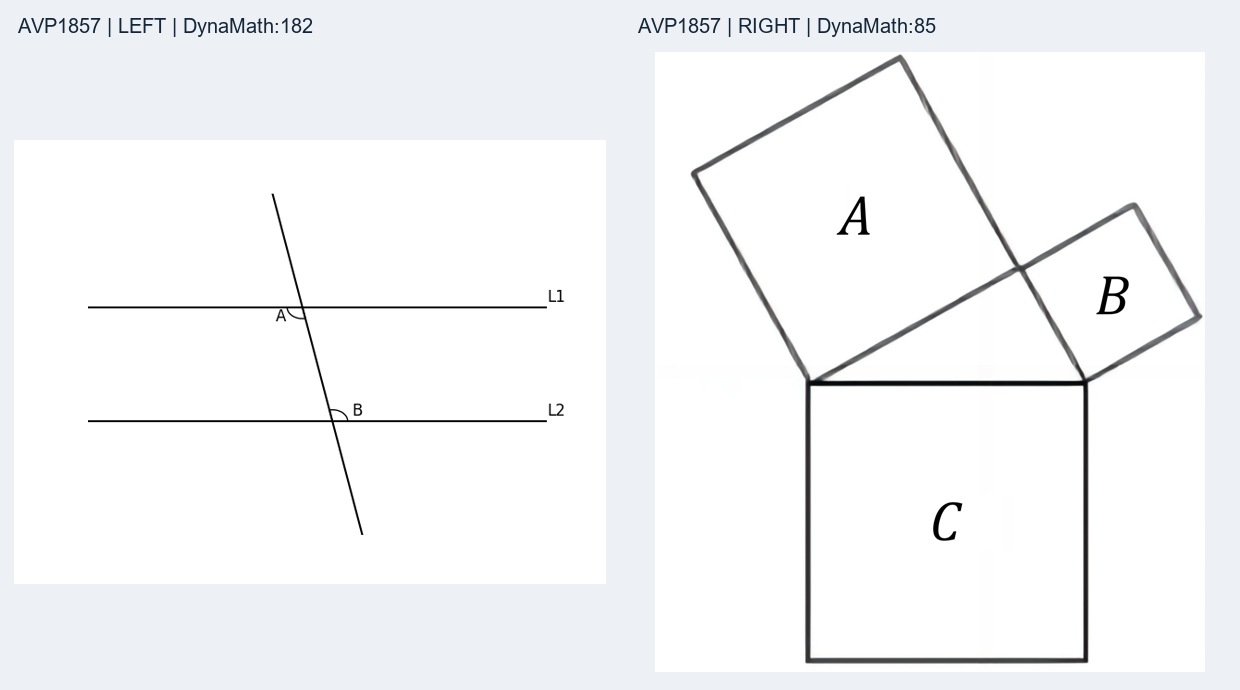 AVP1857 | LEFT | DynaMath:182
AVP1857 | RIGHT | DynaMath:85
L1
A
B
L2
A
B
C